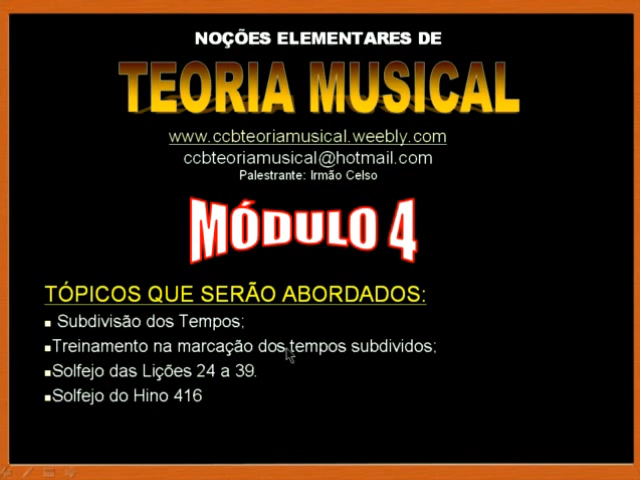 NOÇÕES ELEMENTARES DE
TEORIA MUSICAL
www.ccbteoriamusical.weebly.com
ccbteoriamusical@hotmail.com
Palestrante: Irmão Celso
MÓDULO 4
TÓPICOS QUE SERÃO ABORDADOS:
▪ Subdivisão dos Tempos;
▪Treinamento na marcação dos tempos subdividos;
▪Solfejo das Lições 24 a 39.
▪Solfejo do Hino 416